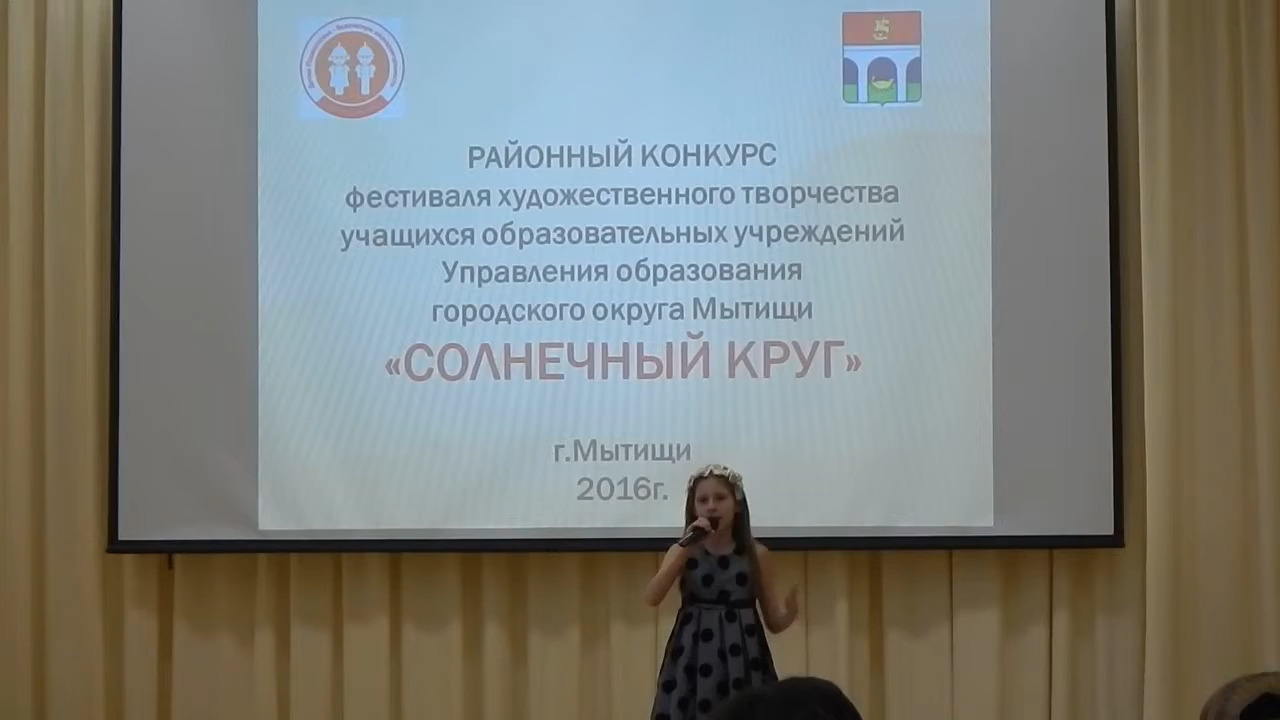 РАЙОННЫЙ КОНКУРС
фестиваля художественного творчества
учащихся образовательных учреждений
Управления образования
городского округа Мытищи
«СОЛНЕЧНЫЙ КРУГ»
г.Мытищи
2016г.